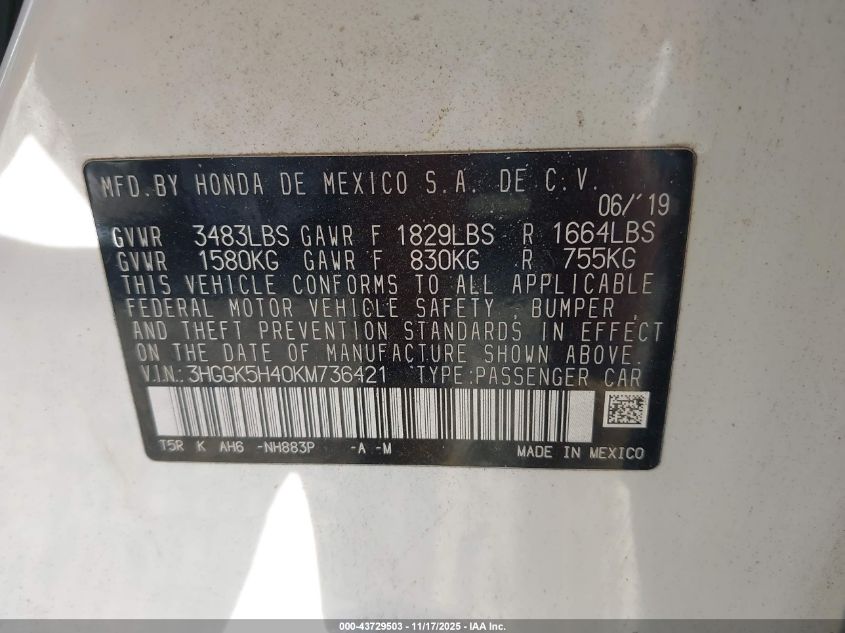 MFD.BY HONDA DE MEXICO S.A. DE C.V.
06/'19
GVWR 3483LBS GAWR F 1829LBS R 1664LBS
GVWR 1580KG GAWR F 830KG R 755KG
THIS VEHICLE CONFORMS TO ALL APPLICABLE
FEDERAL MOTOR VEHICLE SAFETY , BUMPER ,
AND THEFT PREVENTION STANDARDS IN EFFECT
ON THE DATE OF MANUFACTURE SHOWN ABOVE.
V.I.N.: 3HGGK5H40KM736421 TYPE:PASSENGER CAR
T5R K AH6 -NH883P -A -M MADE IN MEXICO
000-43729503 — 11/17/2025 — IAA Inc.